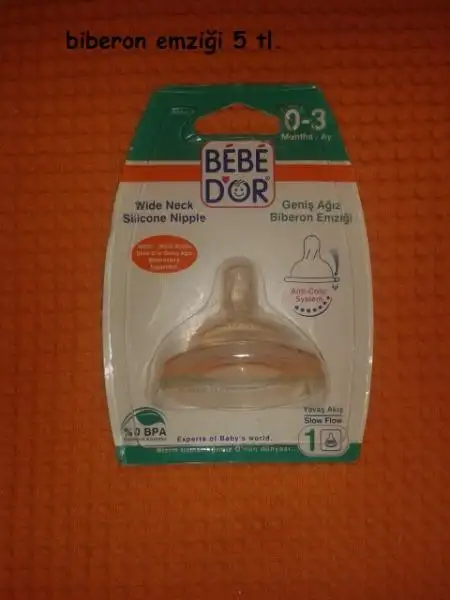 biberon emziği 5 tl.
0-3
Months - Ay
BÉBÉ
D'OR
Wide Neck
Silicone Nipple
Geniş Ağız
Biberon Emziği
Anti-Colic
System
%0 BPA
Yavaş Akış
Slow Flow
1
Experts of Baby's world.